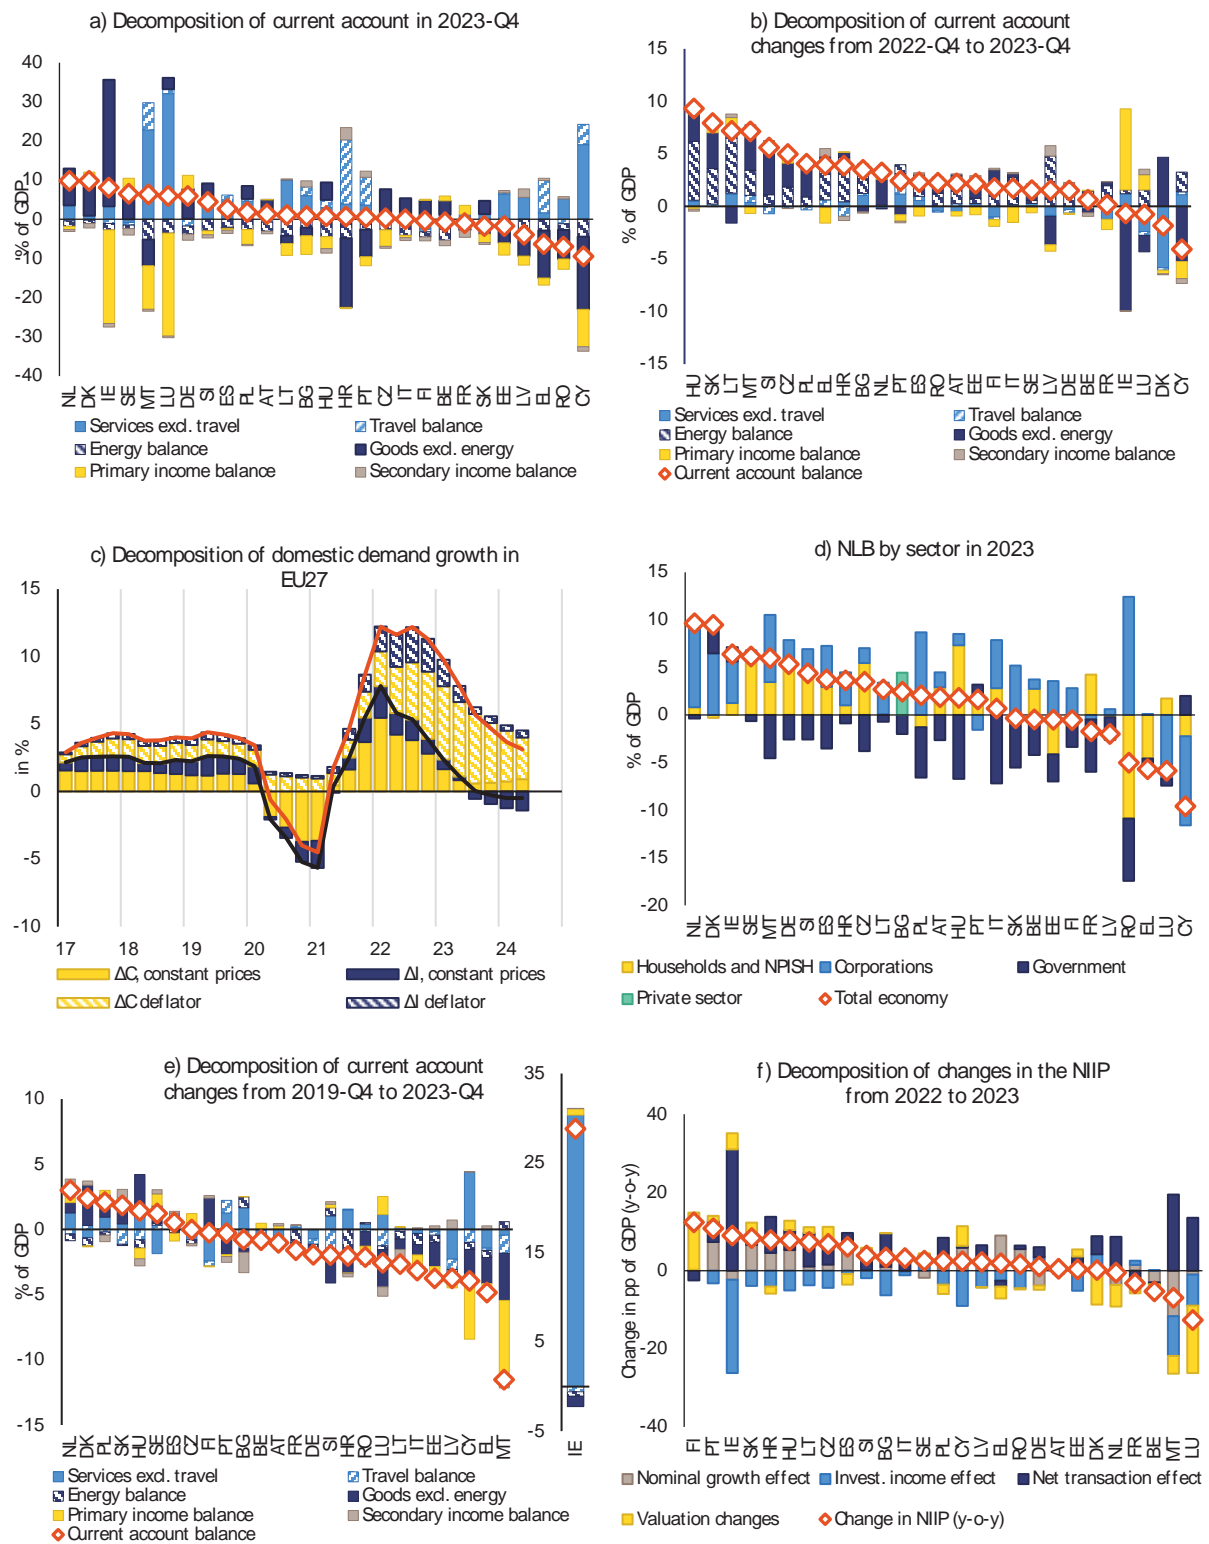 a) Decomposition of current account in 2023-Q4
% of GDP
40
30
20
10
0
-10
-20
-30
-40
NL DK IE SE MT LU DE SI ES PL AT LT BG HU HR PT CZ IT FI BE FR SK EE LV EL RO CY
Services excl. travel
Travel balance
Energy balance
Goods excl. energy
Primary income balance
Secondary income balance
b) Decomposition of current account
changes from 2022-Q4 to 2023-Q4
% of GDP
15
10
5
0
-5
-10
-15
HU SK LT MT SI CZ PL EL HR BG NL PT ES RO AT EE FI IT SE LV DE BE FR IE LU DK CY
Services excl. travel
Travel balance
Energy balance
Goods excl. energy
Primary income balance
Secondary income balance
Current account balance
c) Decomposition of domestic demand growth in
EU27
in %
15
10
5
0
-5
-10
17 18 19 20 21 22 23 24
ΔC, constant prices
ΔI, constant prices
ΔC deflator
ΔI deflator
d) NLB by sector in 2023
% of GDP
15
10
5
0
-5
-10
-15
-20
NL DK IE SE MT DE SI ES HR CZ LT BG PL AT HU PT IT SK BE EE FI FR LV RO EL LU CY
Households and NPISH
Corporations
Government
Private sector
Total economy
e) Decomposition of current account
changes from 2019-Q4 to 2023-Q4
% of GDP
10
5
0
-5
-10
-15
NL DK PL SK HU SE ES CZ FI PT BG BE AT FR DE SI HR RO LU LT IT EE LV CY EL MT
35
25
15
5
-5
IE
Services excl. travel
Travel balance
Energy balance
Goods excl. energy
Primary income balance
Secondary income balance
Current account balance
f) Decomposition of changes in the NIIP
from 2022 to 2023
Change in pp of GDP (y-o-y)
40
20
0
-20
-40
FI PT IE SK HR HU LT CZ ES SI BG IT SE PL CY LV EL RO DE AT EE DK NL FR BE MT LU
Nominal growth effect
Invest. income effect
Net transaction effect
Valuation changes
Change in NIIP (y-o-y)